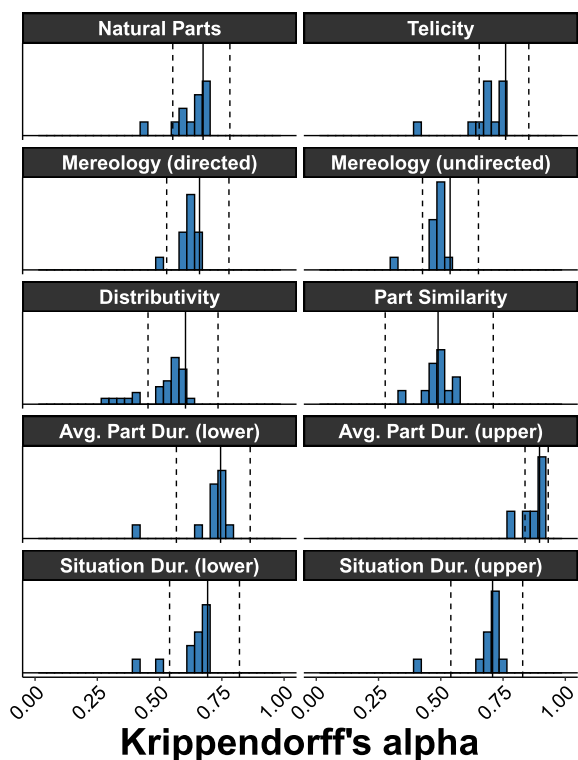 Natural Parts
Telicity
Mereology (directed)
Mereology (undirected)
Distributivity
Part Similarity
Avg. Part Dur. (lower)
Avg. Part Dur. (upper)
Situation Dur. (lower)
Situation Dur. (upper)
0.00 0.25 0.50 0.75 1.00 0.00 0.25 0.50 0.75 1.00
Krippendorff's alpha